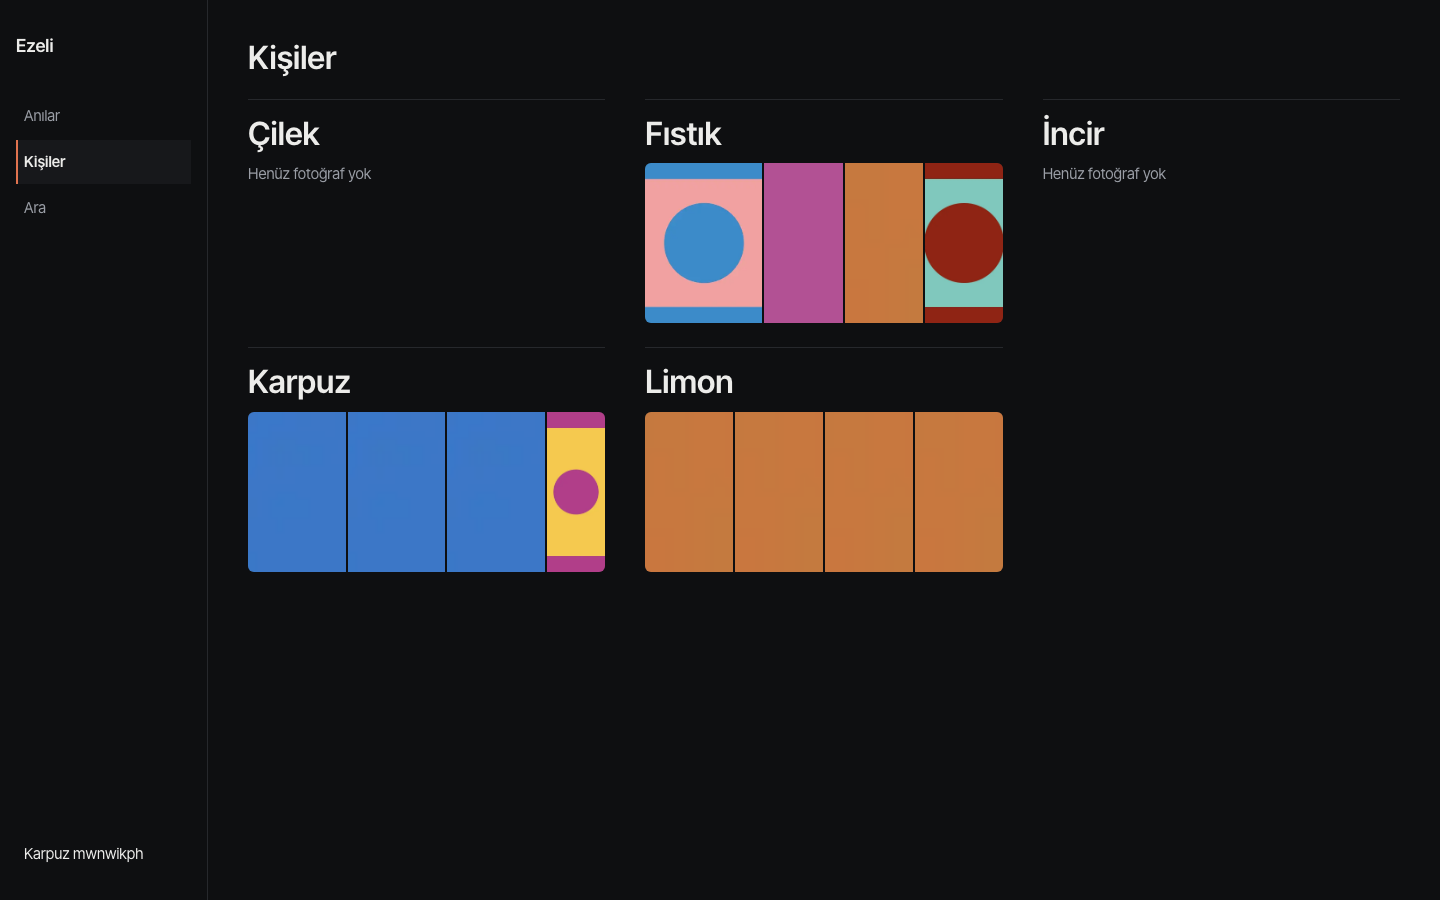 Ezeli
Anılar
Kişiler
Ara
Karpuz mwnwikph
Kişiler
Çilek
Henüz fotoğraf yok
Fıstık
İncir
Henüz fotoğraf yok
Karpuz
Limon